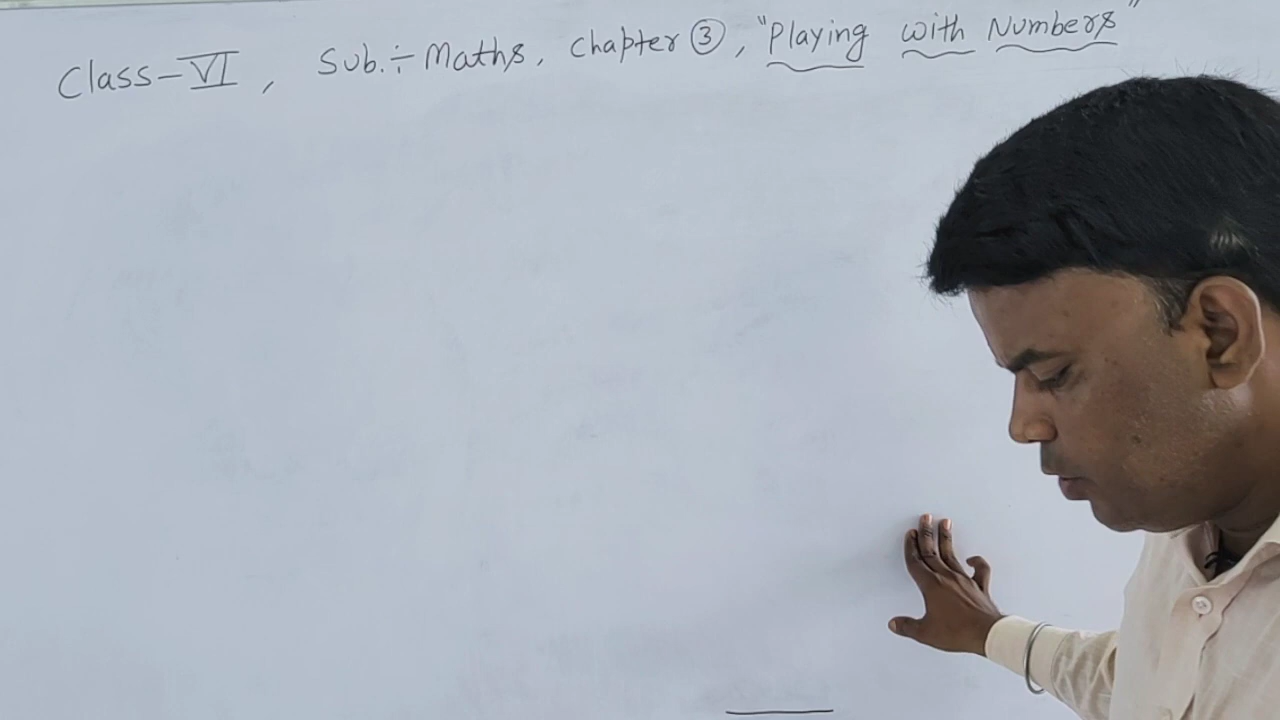 Class-VI, Sub.÷Maths, Chapter ③, "Playing with Numbers"